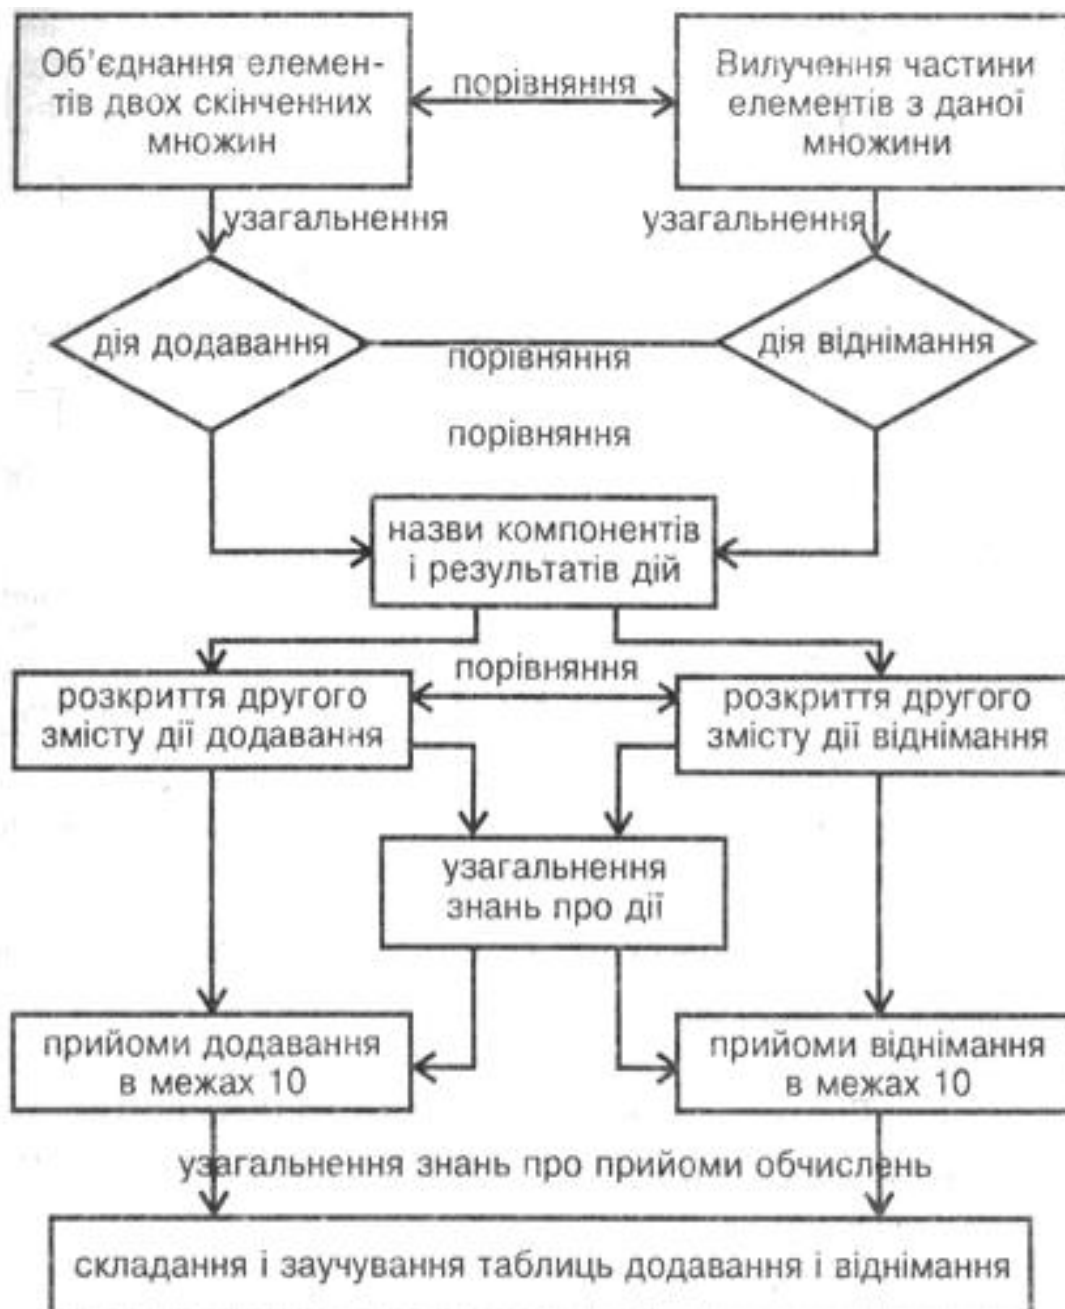 Об’єднання елемен-
тів двох скінченних
множин
порівняння
Вилучення частини
елементів з даної
множини
узагальнення
узагальнення
дія додавання
порівняння
дія віднімання
порівняння
назви компонентів
і результатів дій
порівняння
розкриття другого
змісту дії додавання
розкриття другого
змісту дії віднімання
узагальнення
знань про дії
прийоми додавання
в межах 10
прийоми віднімання
в межах 10
узагальнення знань про прийоми обчислень
складання і заучування таблиць додавання і віднімання